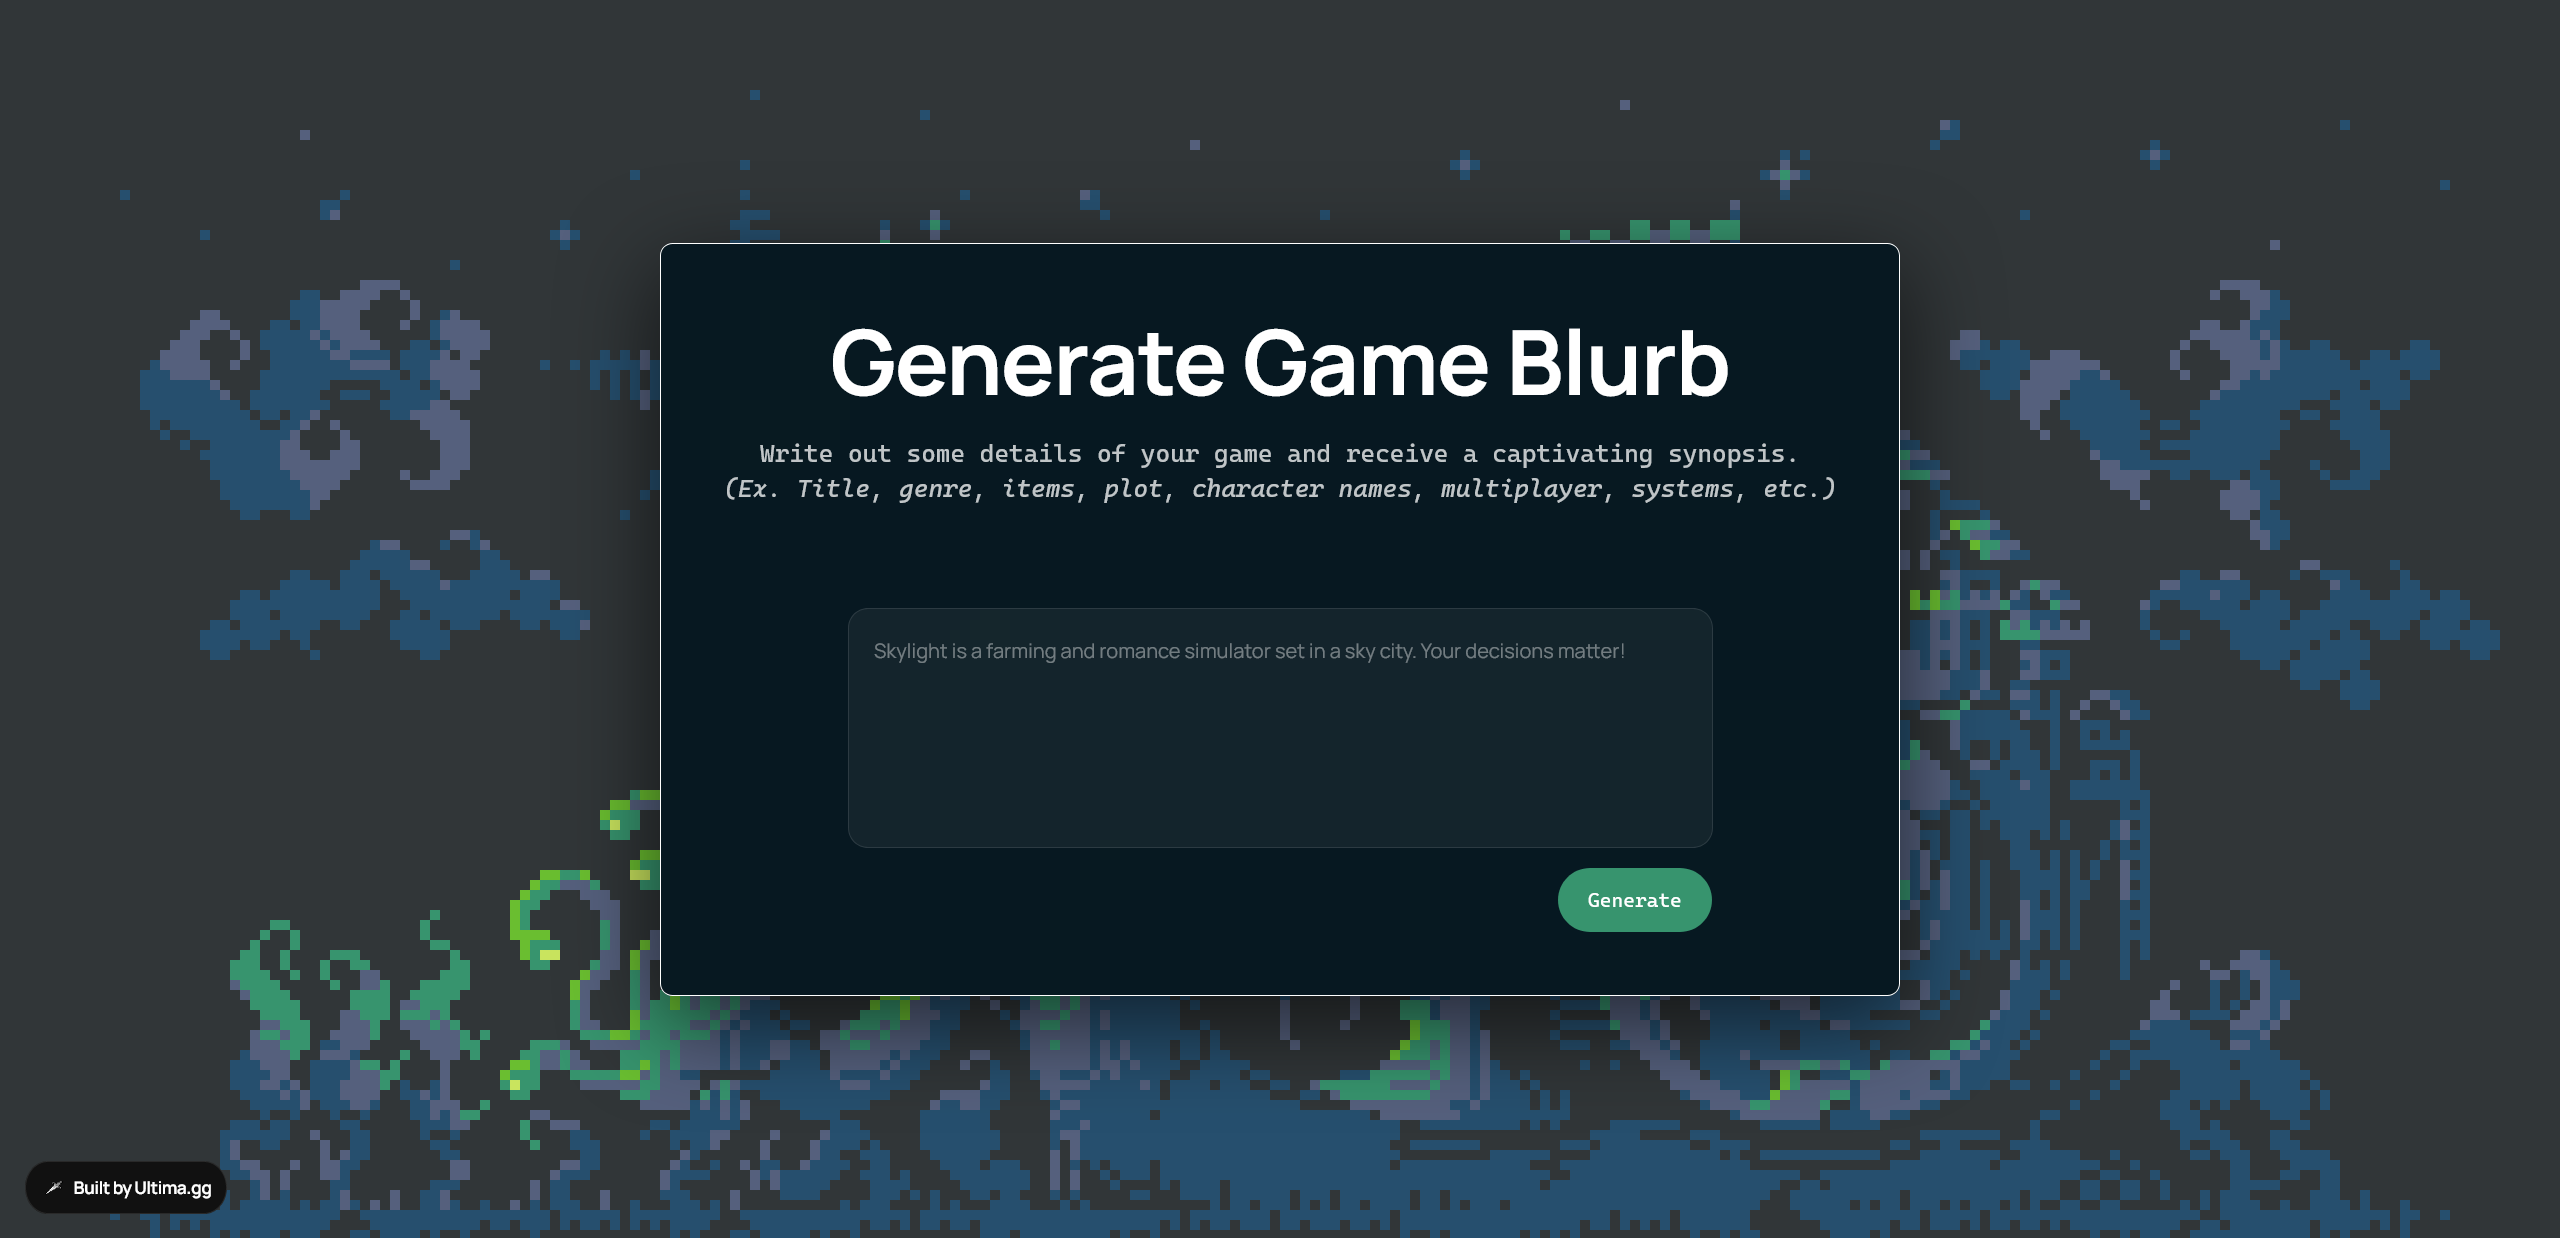 Generate Game Blurb
Write out some details of your game and receive a captivating synopsis.
(Ex. Title, genre, items, plot, character names, multiplayer, systems, etc.)
Skylight is a farming and romance simulator set in a sky city. Your decisions matter!
Generate
Built by Ultima.gg